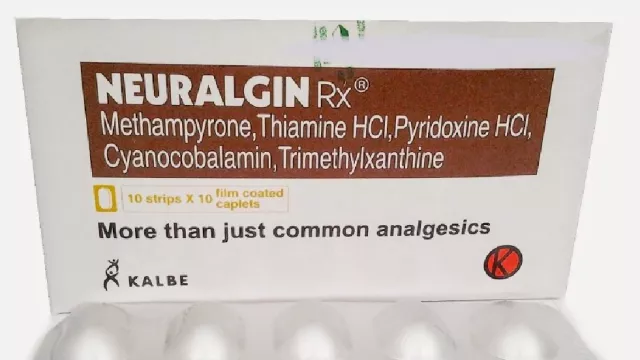 NEURALGIN Rx®
Methampyrone,Thiamine HCl,Pyridoxine HCl,
Cyanocobalamin,Trimethylxanthine
10 strips X 10 film coated
caplets
More than just common analgesics
K
KALBE